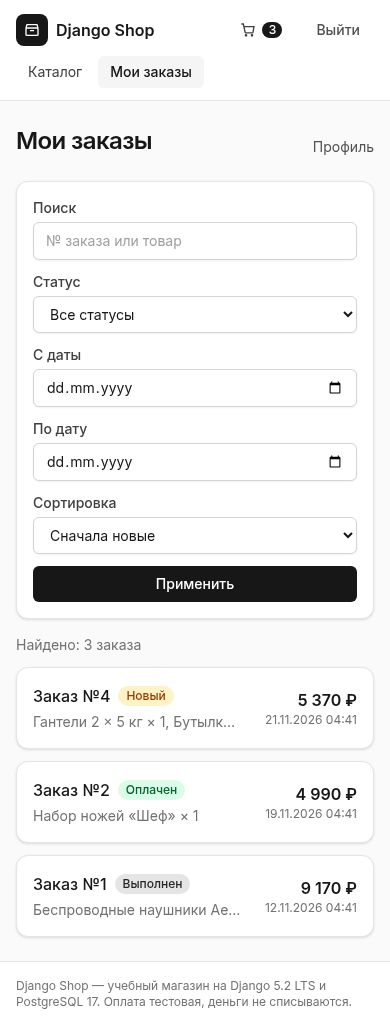 Django Shop
3
Выйти
Каталог
Мои заказы
Мои заказы
Профиль
Поиск
№ заказа или товар
Статус
Все статусы
С даты
dd.mm.yyyy
По дату
dd.mm.yyyy
Сортировка
Сначала новые
Применить
Найдено: 3 заказа
Заказ №4 Новый
5 370 ₽
Гантели 2 × 5 кг × 1, Бутылк...
21.11.2026 04:41
Заказ №2 Оплачен
4 990 ₽
Набор ножей «Шеф» × 1
19.11.2026 04:41
Заказ №1 Выполнен
9 170 ₽
Беспроводные наушники Ae...
12.11.2026 04:41
Django Shop — учебный магазин на Django 5.2 LTS и
PostgreSQL 17. Оплата тестовая, деньги не списываются.